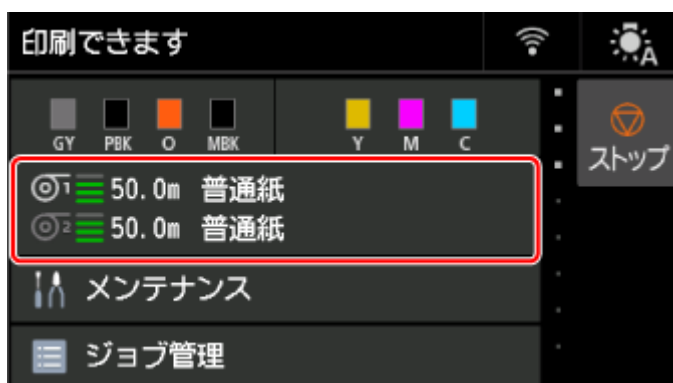 印刷できます
A
GY PBK O MBK Y M C
ストップ
1 50.0m 普通紙
2 50.0m 普通紙
メンテナンス
ジョブ管理